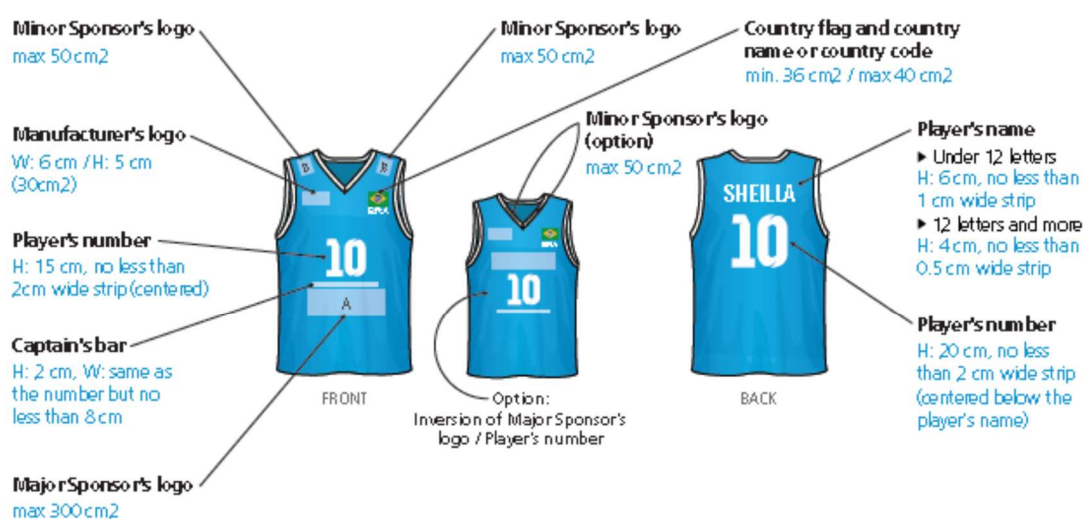 Minor Sponsor's logo
max 50 cm2
Minor Sponsor's logo
max 50 cm2
Country flag and country
name or country code
min. 36 cm2 / max 40 cm2
Manufacturer's logo
W: 6 cm / H: 5 cm
(30cm2)
Minor Sponsor's logo
(option)
max 50 cm2
Player's name
▸ Under 12 letters
H: 6 cm, no less than
1 cm wide strip
▸ 12 letters and more
H: 4 cm, no less than
0.5 cm wide strip
Player's number
H: 15 cm, no less than
2cm wide strip (centered)
Captain's bar
H: 2 cm, W: same as
the number but no
less than 8 cm
Major Sponsor's logo
max 300 cm2
B
B
BRA
10
A
FRONT
BRA
10
Option:
Inversion of Major Sponsor's
logo / Player's number
SHEILLA
10
BACK
Player's number
H: 20 cm, no less
than 2 cm wide strip
(centered below the
player's name)